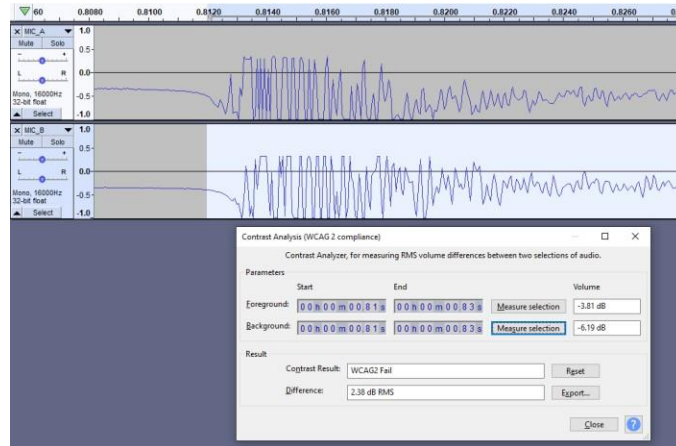 60 0.8080 0.8100 0.8120 0.8140 0.8160 0.8180 0.8200 0.8220 0.8240 0.8260
× MIC_A ▼ 1.0
Mute Solo
0.5
- +
L R 0.0
Mono, 16000Hz
32-bit float -0.5
Select -1.0
× MIC_B ▼ 1.0
Mute Solo
0.5
- +
L R 0.0
Mono, 16000Hz
32-bit float -0.5
Select -1.0
Contrast Analysis (WCAG 2 compliance)
Contrast Analyzer, for measuring RMS volume differences between two selections of audio.
Parameters
Start End Volume
Foreground: 00h00m00.81s 00h00m00.83s Measure selection -3.81 dB
Background: 00h00m00.81s 00h00m00.83s Measure selection -6.19 dB
Result
Contrast Result: WCAG2 Fail Reset
Difference: 2.38 dB RMS Export...
Close ?